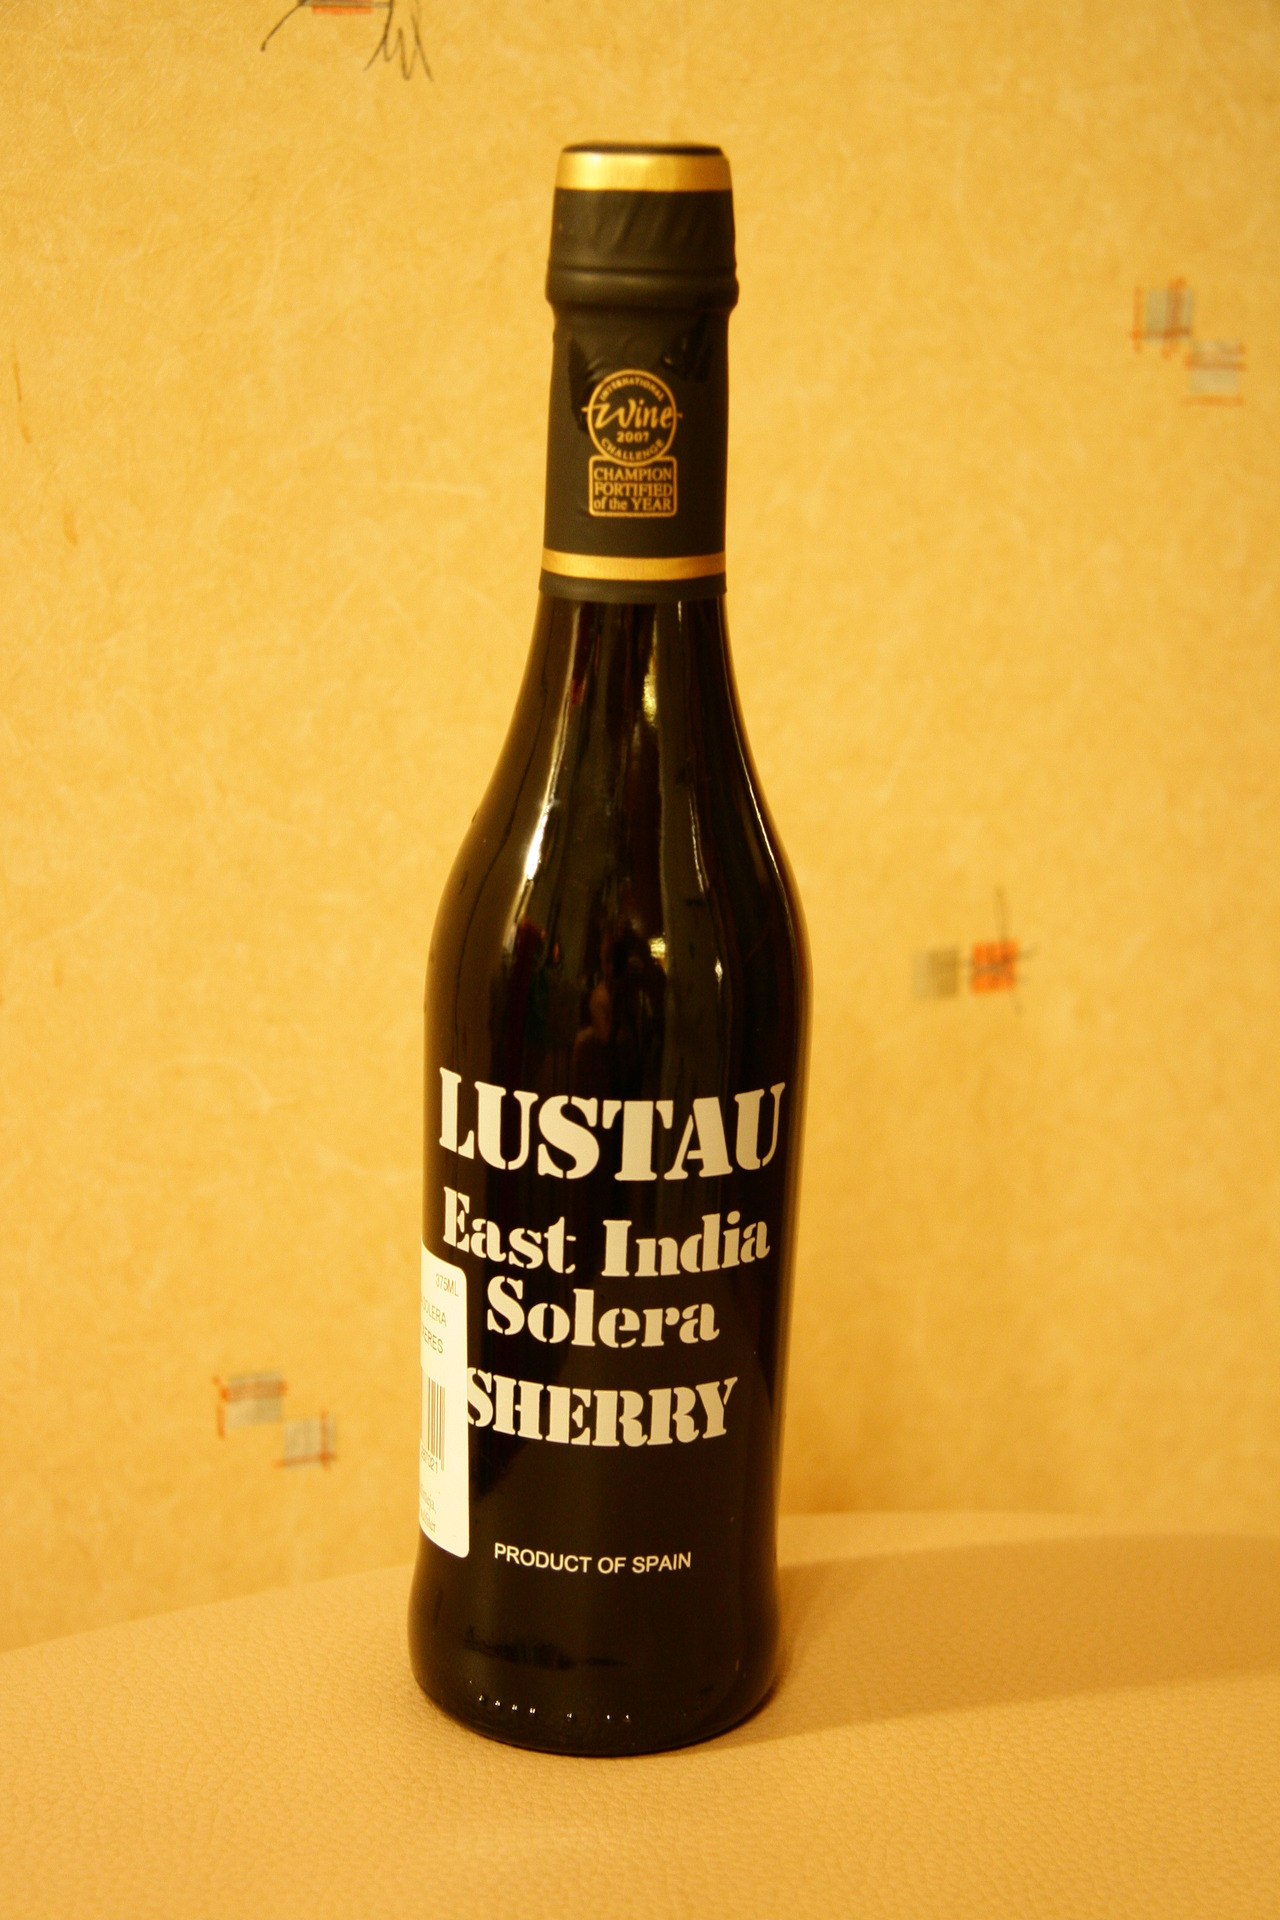 INTERNATIONAL
Wine
2007
CHALLENGE
CHAMPION
FORTIFIED
of the YEAR
LUSTAU
East India
Solera
SHERRY
375ML
SOLERA
XERES
PRODUCT OF SPAIN